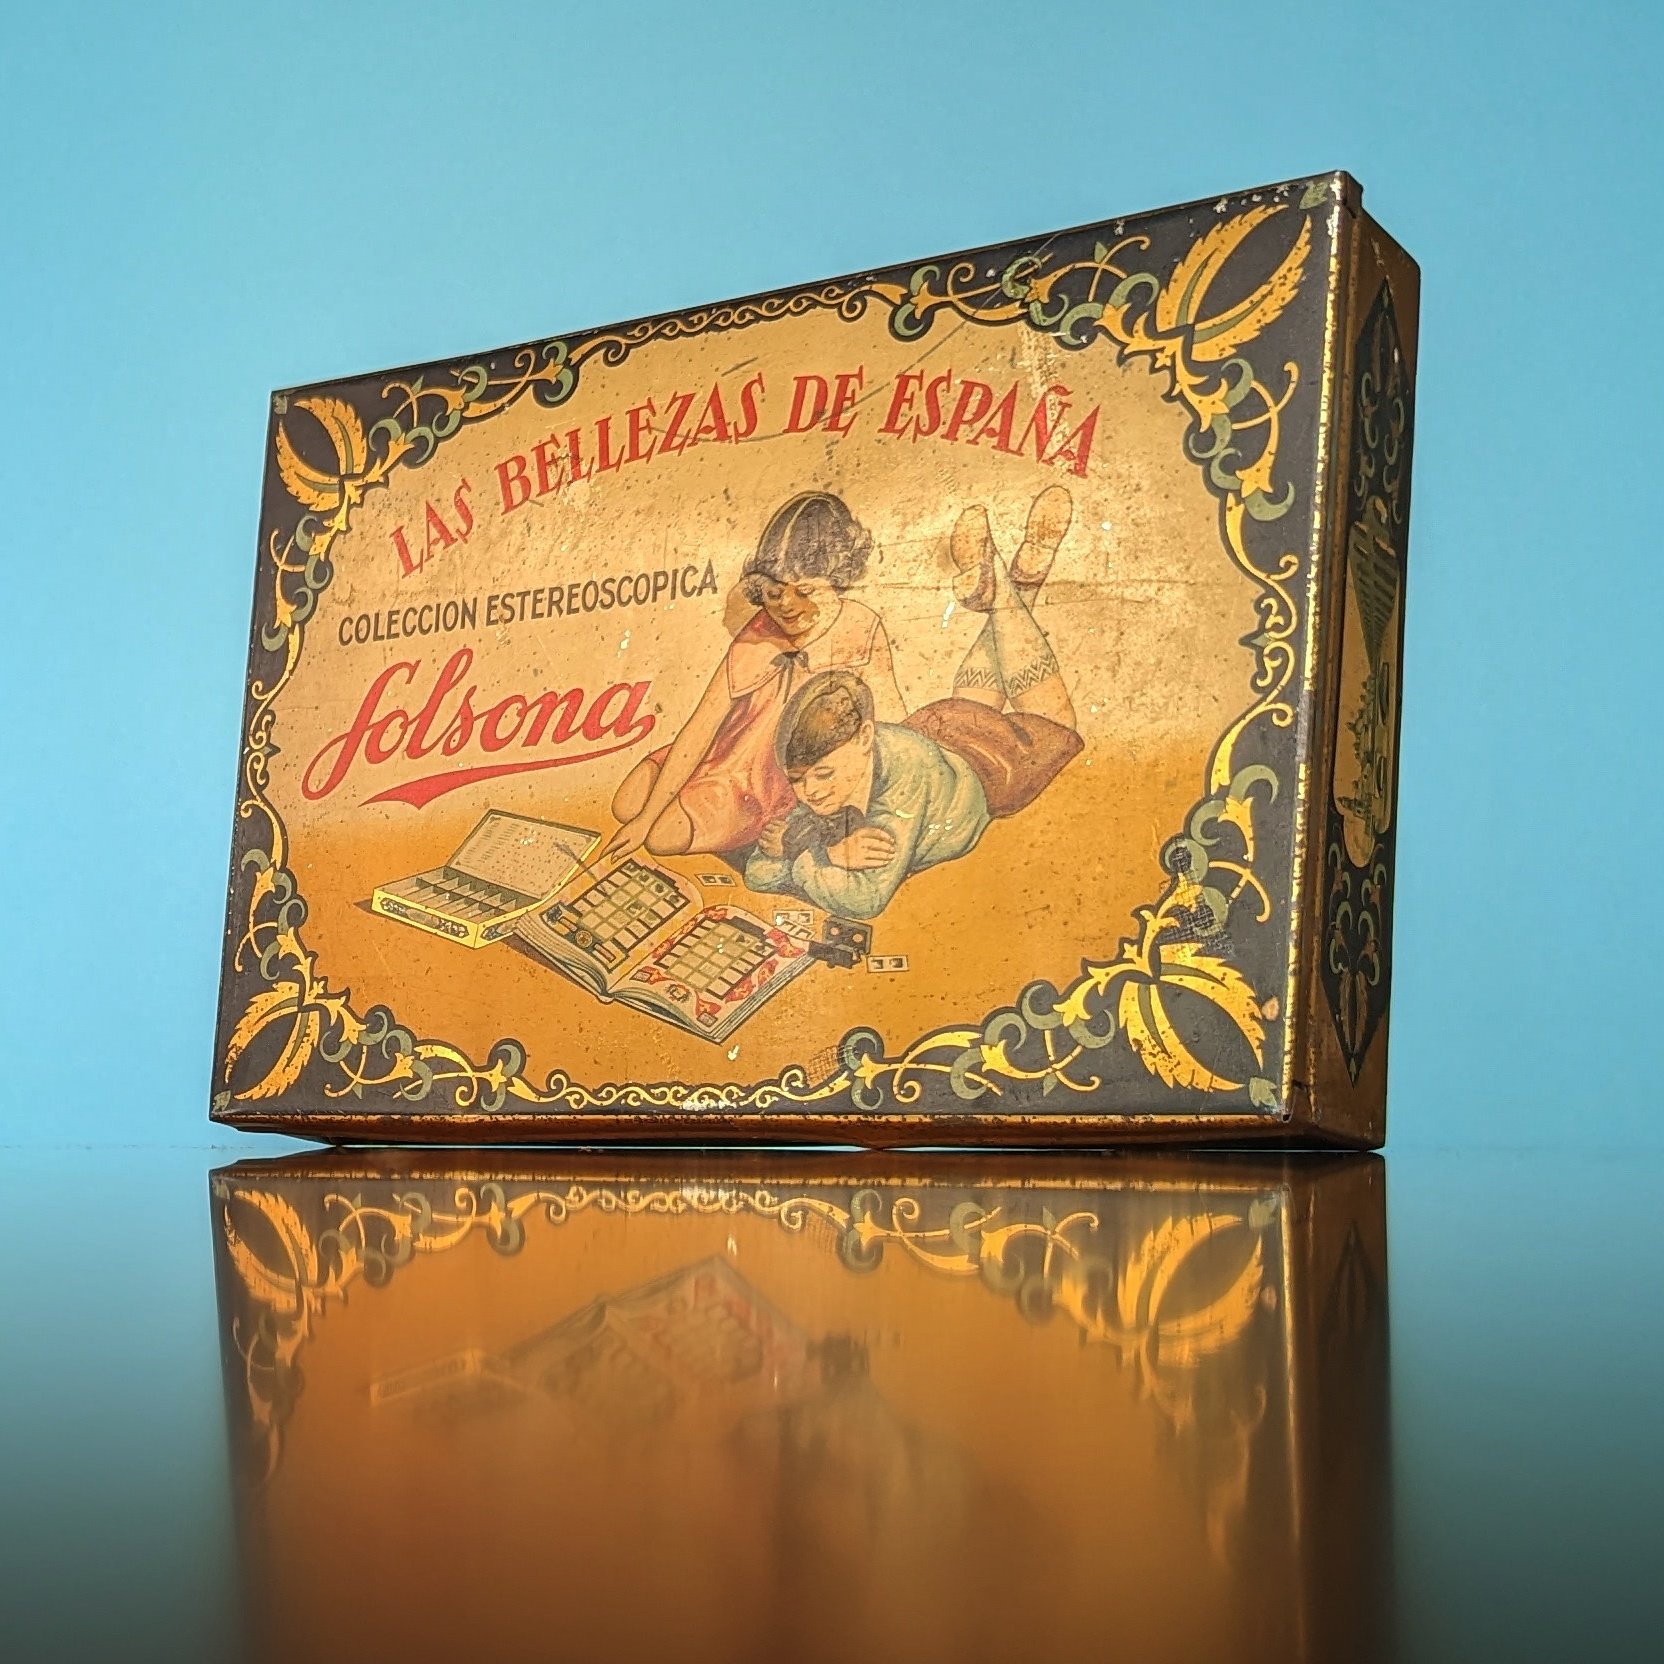 LAS BELLEZAS DE ESPAÑA
COLECCION ESTEREOSCOPICA
Solsona